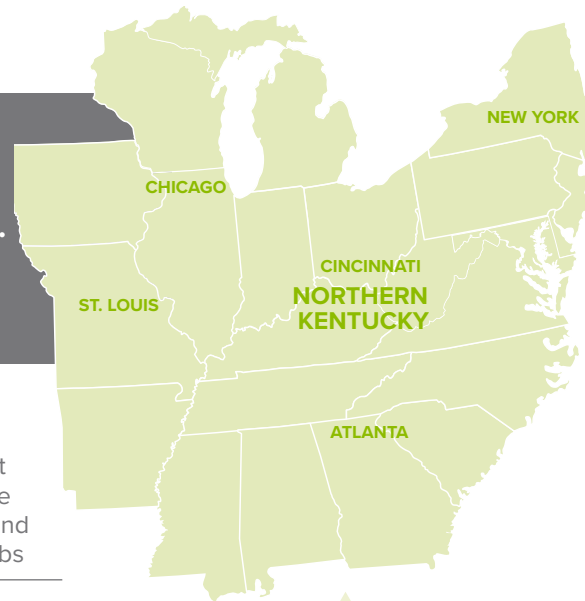 NEW YORK
CHICAGO
CINCINNATI
NORTHERN
KENTUCKY
ST. LOUIS
ATLANTA